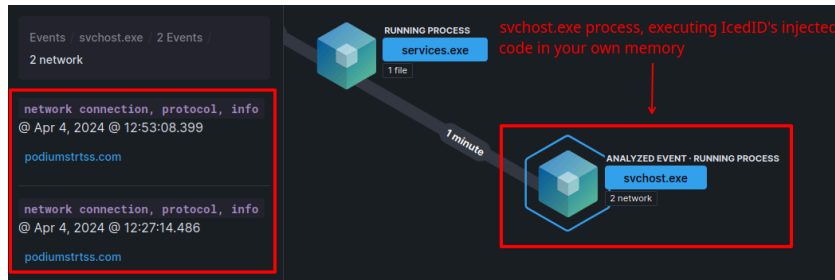 Events / svchost.exe / 2 Events /
2 network
network connection, protocol, info
@ Apr 4, 2024 @ 12:53:08.399
podiumstrtss.com
network connection, protocol, info
@ Apr 4, 2024 @ 12:27:14.486
podiumstrtss.com
RUNNING PROCESS
services.exe
1 file
svchost.exe process, executing IcedID's injected
code in your own memory
1 minute
ANALYZED EVENT · RUNNING PROCESS
svchost.exe
2 network